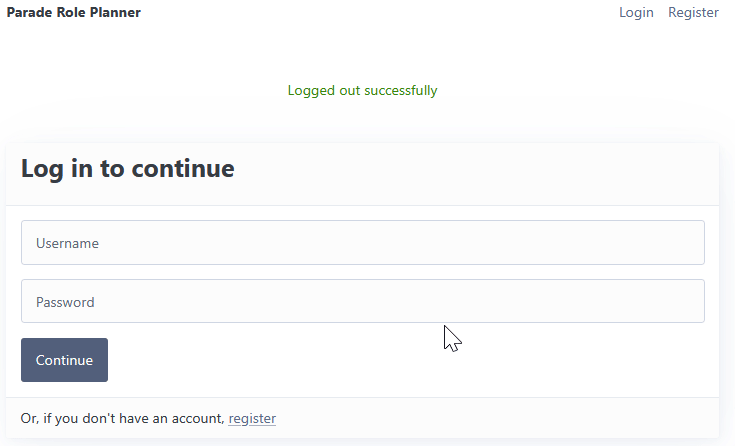 Parade Role Planner Login Register
Logged out successfully
Log in to continue
Username
Password
Continue
Or, if you don't have an account, register